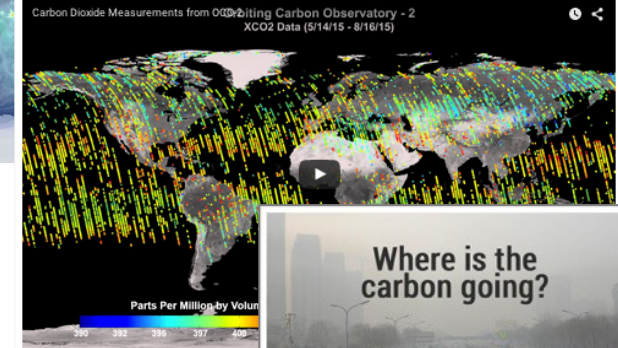 Carbon Dioxide Measurements from OCO-2
Orbiting Carbon Observatory - 2
XCO2 Data (5/14/15 - 8/16/15)
Where is the
carbon going?
Parts Per Million by Volum
390 392 395 397 400